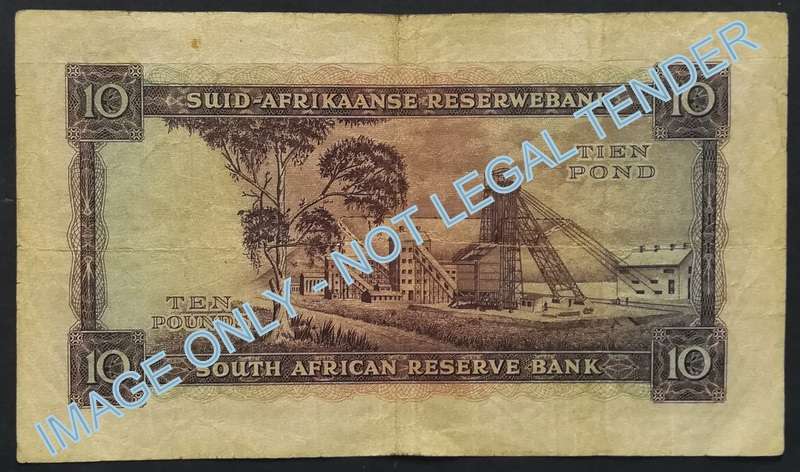 10 SUID-AFRIKAANSE RESERWEBANK 10
TIEN
POND
TEN
POUNDS
10 SOUTH AFRICAN RESERVE BANK 10
IMAGE ONLY - NOT LEGAL TENDER